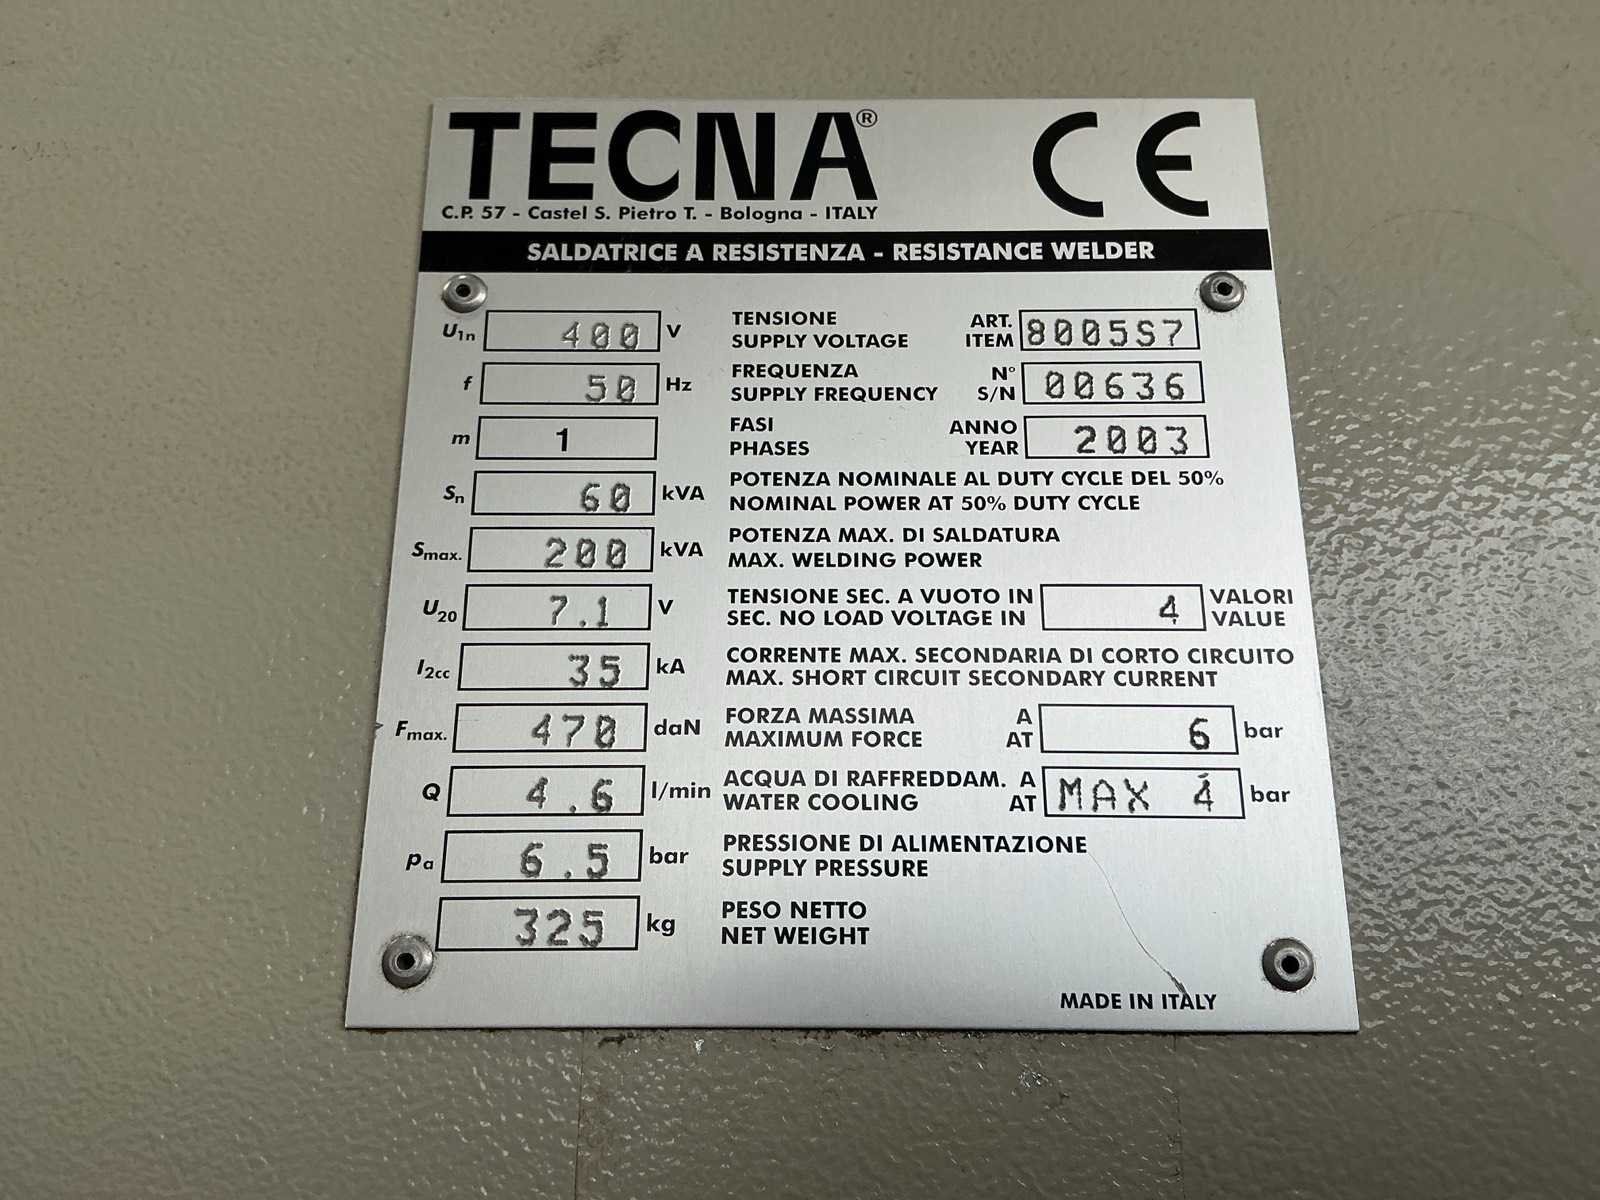 TECNA®
CE
C.P. 57 - Castel S. Pietro T. - Bologna - ITALY
SALDATRICE A RESISTENZA - RESISTANCE WELDER
U1n 400 V TENSIONE SUPPLY VOLTAGE ART. ITEM 8005S7
f 50 Hz FREQUENZA SUPPLY FREQUENCY N° S/N 00636
m 1 FASI PHASES ANNO YEAR 2003
Sn 60 kVA POTENZA NOMINALE AL DUTY CYCLE DEL 50% NOMINAL POWER AT 50% DUTY CYCLE
Smax. 200 kVA POTENZA MAX. DI SALDATURA MAX. WELDING POWER
U20 7.1 V TENSIONE SEC. A VUOTO IN SEC. NO LOAD VOLTAGE IN 4 VALORI VALUE
I2cc 35 kA CORRENTE MAX. SECONDARIA DI CORTO CIRCUITO MAX. SHORT CIRCUIT SECONDARY CURRENT
Fmax. 470 daN FORZA MASSIMA MAXIMUM FORCE A AT 6 bar
Q 4.6 l/min ACQUA DI RAFFREDDAM. WATER COOLING A AT MAX 4 bar
pa 6.5 bar PRESSIONE DI ALIMENTAZIONE SUPPLY PRESSURE
325 kg PESO NETTO NET WEIGHT
MADE IN ITALY